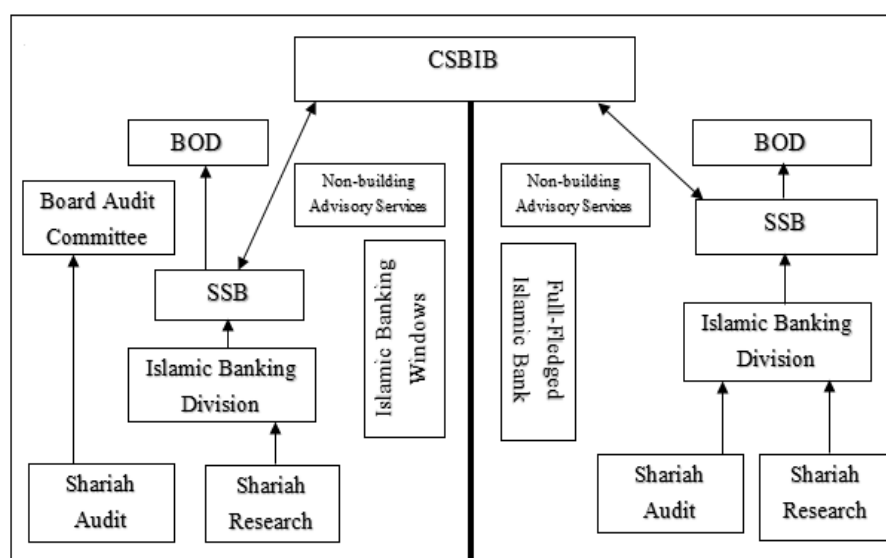 CSBIB
BOD
Non-building
Advisory Services
Board Audit
Committee
SSB
Islamic Banking
Windows
Islamic Banking
Division
Shariah
Audit
Shariah
Research
Non-building
Advisory Services
BOD
SSB
Full-Fledged
Islamic Bank
Islamic Banking
Division
Shariah
Audit
Shariah
Research